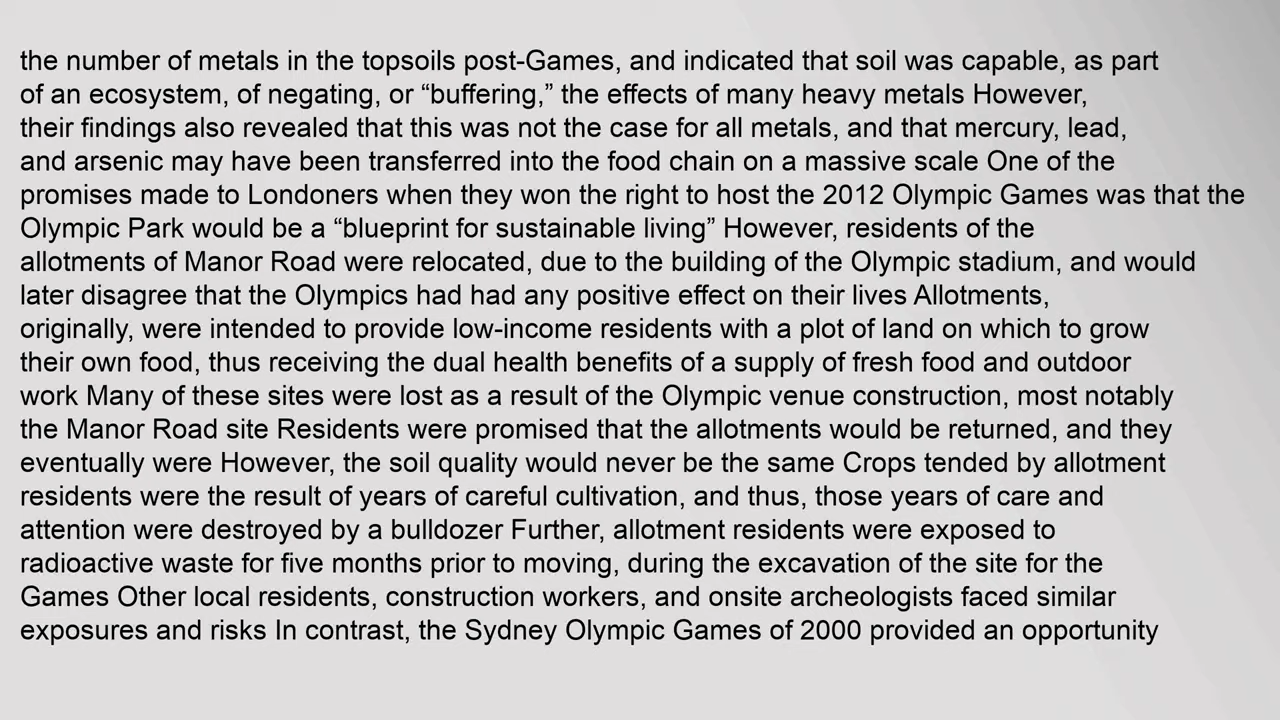 the number of metals in the topsoils post-Games, and indicated that soil was capable, as part
of an ecosystem, of negating, or “buffering,” the effects of many heavy metals However,
their findings also revealed that this was not the case for all metals, and that mercury, lead,
and arsenic may have been transferred into the food chain on a massive scale One of the
promises made to Londoners when they won the right to host the 2012 Olympic Games was that the
Olympic Park would be a “blueprint for sustainable living” However, residents of the
allotments of Manor Road were relocated, due to the building of the Olympic stadium, and would
later disagree that the Olympics had had any positive effect on their lives Allotments,
originally, were intended to provide low-income residents with a plot of land on which to grow
their own food, thus receiving the dual health benefits of a supply of fresh food and outdoor
work Many of these sites were lost as a result of the Olympic venue construction, most notably
the Manor Road site Residents were promised that the allotments would be returned, and they
eventually were However, the soil quality would never be the same Crops tended by allotment
residents were the result of years of careful cultivation, and thus, those years of care and
attention were destroyed by a bulldozer Further, allotment residents were exposed to
radioactive waste for five months prior to moving, during the excavation of the site for the
Games Other local residents, construction workers, and onsite archeologists faced similar
exposures and risks In contrast, the Sydney Olympic Games of 2000 provided an opportunity